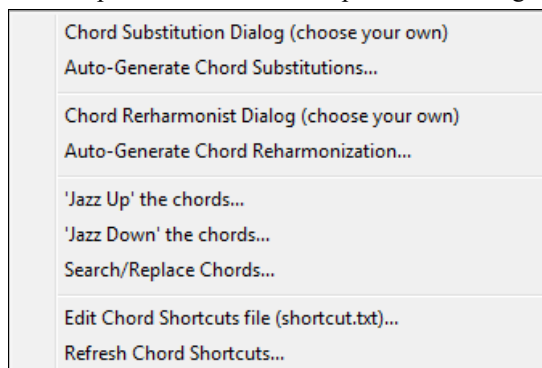 Chord Substitution Dialog (choose your own)
Auto-Generate Chord Substitutions...
Chord Rerharmonist Dialog (choose your own)
Auto-Generate Chord Reharmonization...
'Jazz Up' the chords...
'Jazz Down' the chords...
Search/Replace Chords...
Edit Chord Shortcuts file (shortcut.txt)...
Refresh Chord Shortcuts...